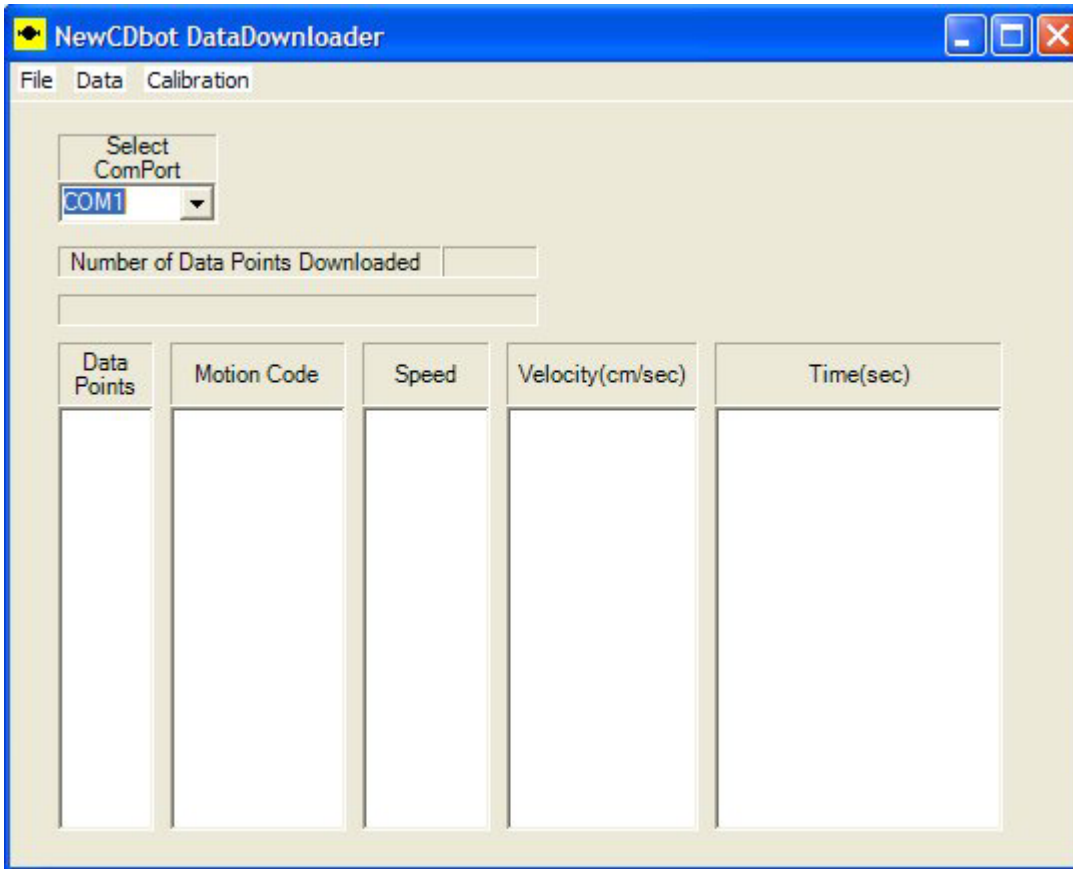 NewCDbot DataDownloader
File Data Calibration
Select
ComPort
COM1
Number of Data Points Downloaded
Data
Points
Motion Code
Speed
Velocity(cm/sec)
Time(sec)